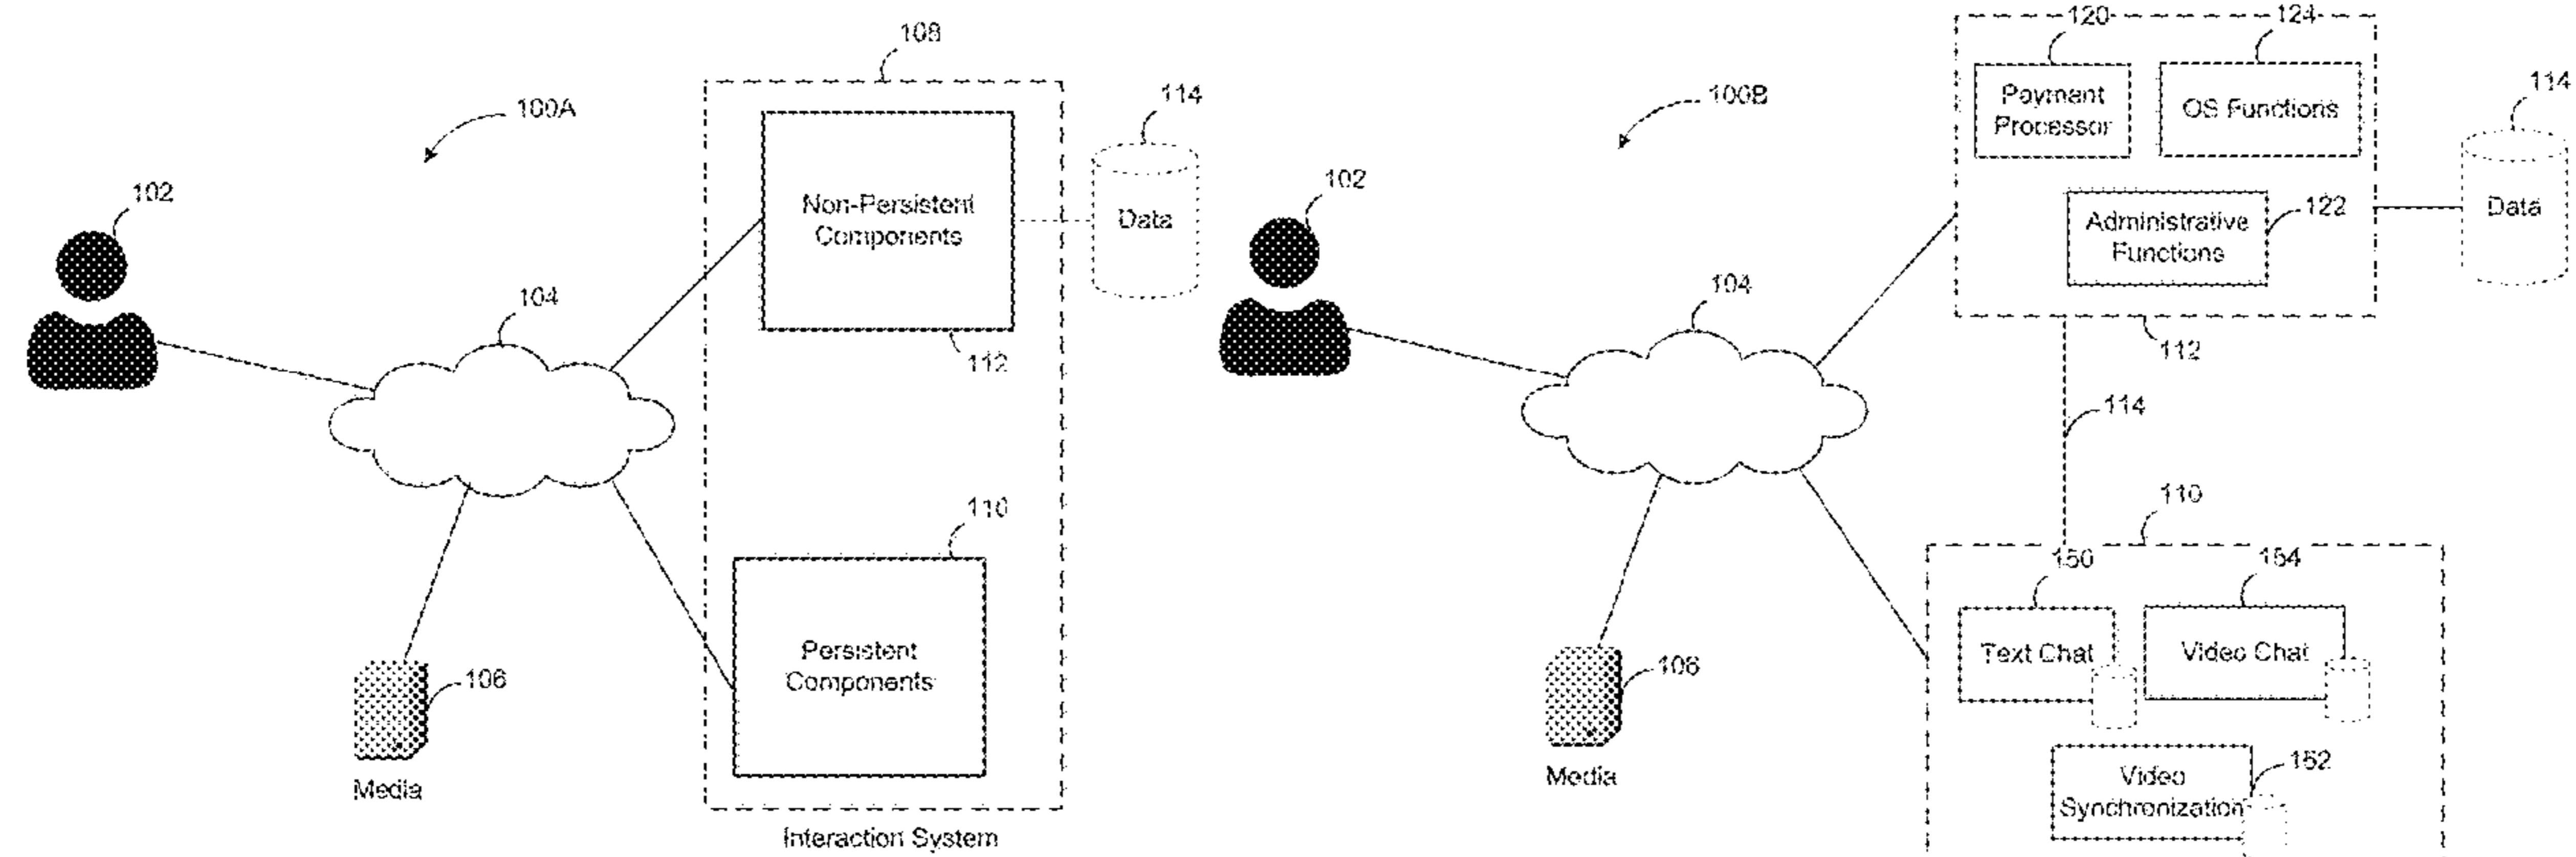 108
100A
114
102
Non-Persistent
Components
Data
104
112
110
Persistent
Components
106
Media
Interaction System
120
124
100B
114
Payment
Processor
OS Functions
102
122
Administrative
Functions
Data
104
112
114
110
150
154
Text Chat
Video Chat
106
Media
152
Video
Synchronization